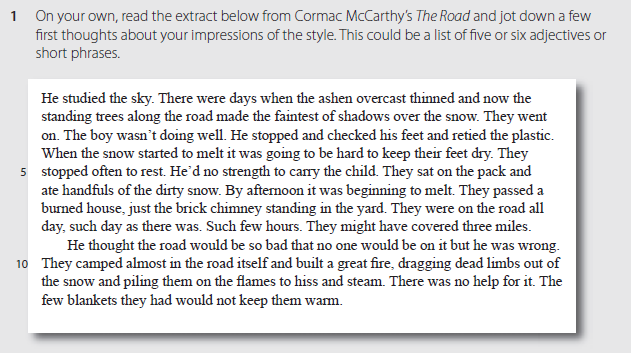 1 On your own, read the extract below from Cormac McCarthy's The Road and jot down a few
first thoughts about your impressions of the style. This could be a list of five or six adjectives or
short phrases.
He studied the sky. There were days when the ashen overcast thinned and now the
standing trees along the road made the faintest of shadows over the snow. They went
on. The boy wasn't doing well. He stopped and checked his feet and retied the plastic.
When the snow started to melt it was going to be hard to keep their feet dry. They
5 stopped often to rest. He'd no strength to carry the child. They sat on the pack and
ate handfuls of the dirty snow. By afternoon it was beginning to melt. They passed a
burned house, just the brick chimney standing in the yard. They were on the road all
day, such day as there was. Such few hours. They might have covered three miles.
He thought the road would be so bad that no one would be on it but he was wrong.
10 They camped almost in the road itself and built a great fire, dragging dead limbs out of
the snow and piling them on the flames to hiss and steam. There was no help for it. The
few blankets they had would not keep them warm.